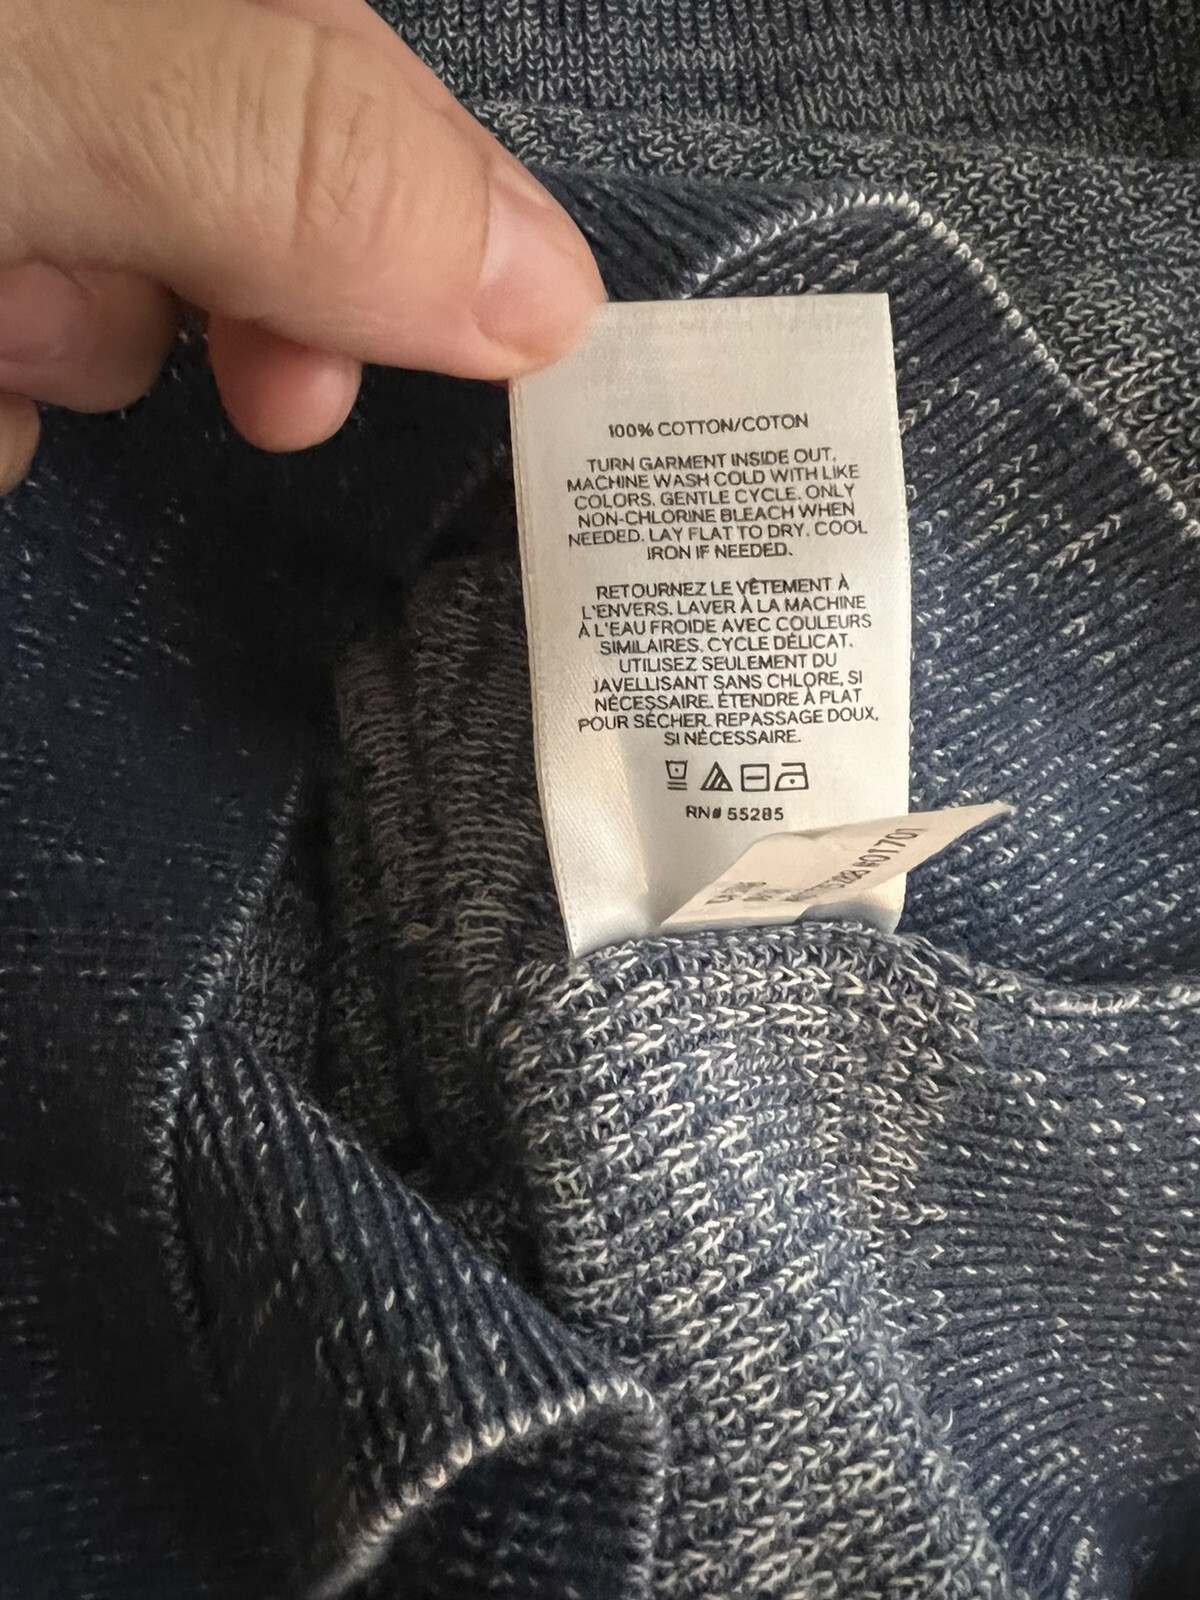 100% COTTON/COTON
TURN GARMENT INSIDE OUT.
MACHINE WASH COLD WITH LIKE
COLORS. GENTLE CYCLE. ONLY
NON-CHLORINE BLEACH WHEN
NEEDED. LAY FLAT TO DRY. COOL
IRON IF NEEDED.
RETOURNEZ LE VÊTEMENT À
L'ENVERS. LAVER À LA MACHINE
À L'EAU FROIDE AVEC COULEURS
SIMILAIRES. CYCLE DÉLICAT.
UTILISEZ SEULEMENT DU
JAVELLISANT SANS CHLORE, SI
NÉCESSAIRE. ÉTENDRE À PLAT
POUR SÉCHER. REPASSAGE DOUX,
SI NÉCESSAIRE.
RN# 55285